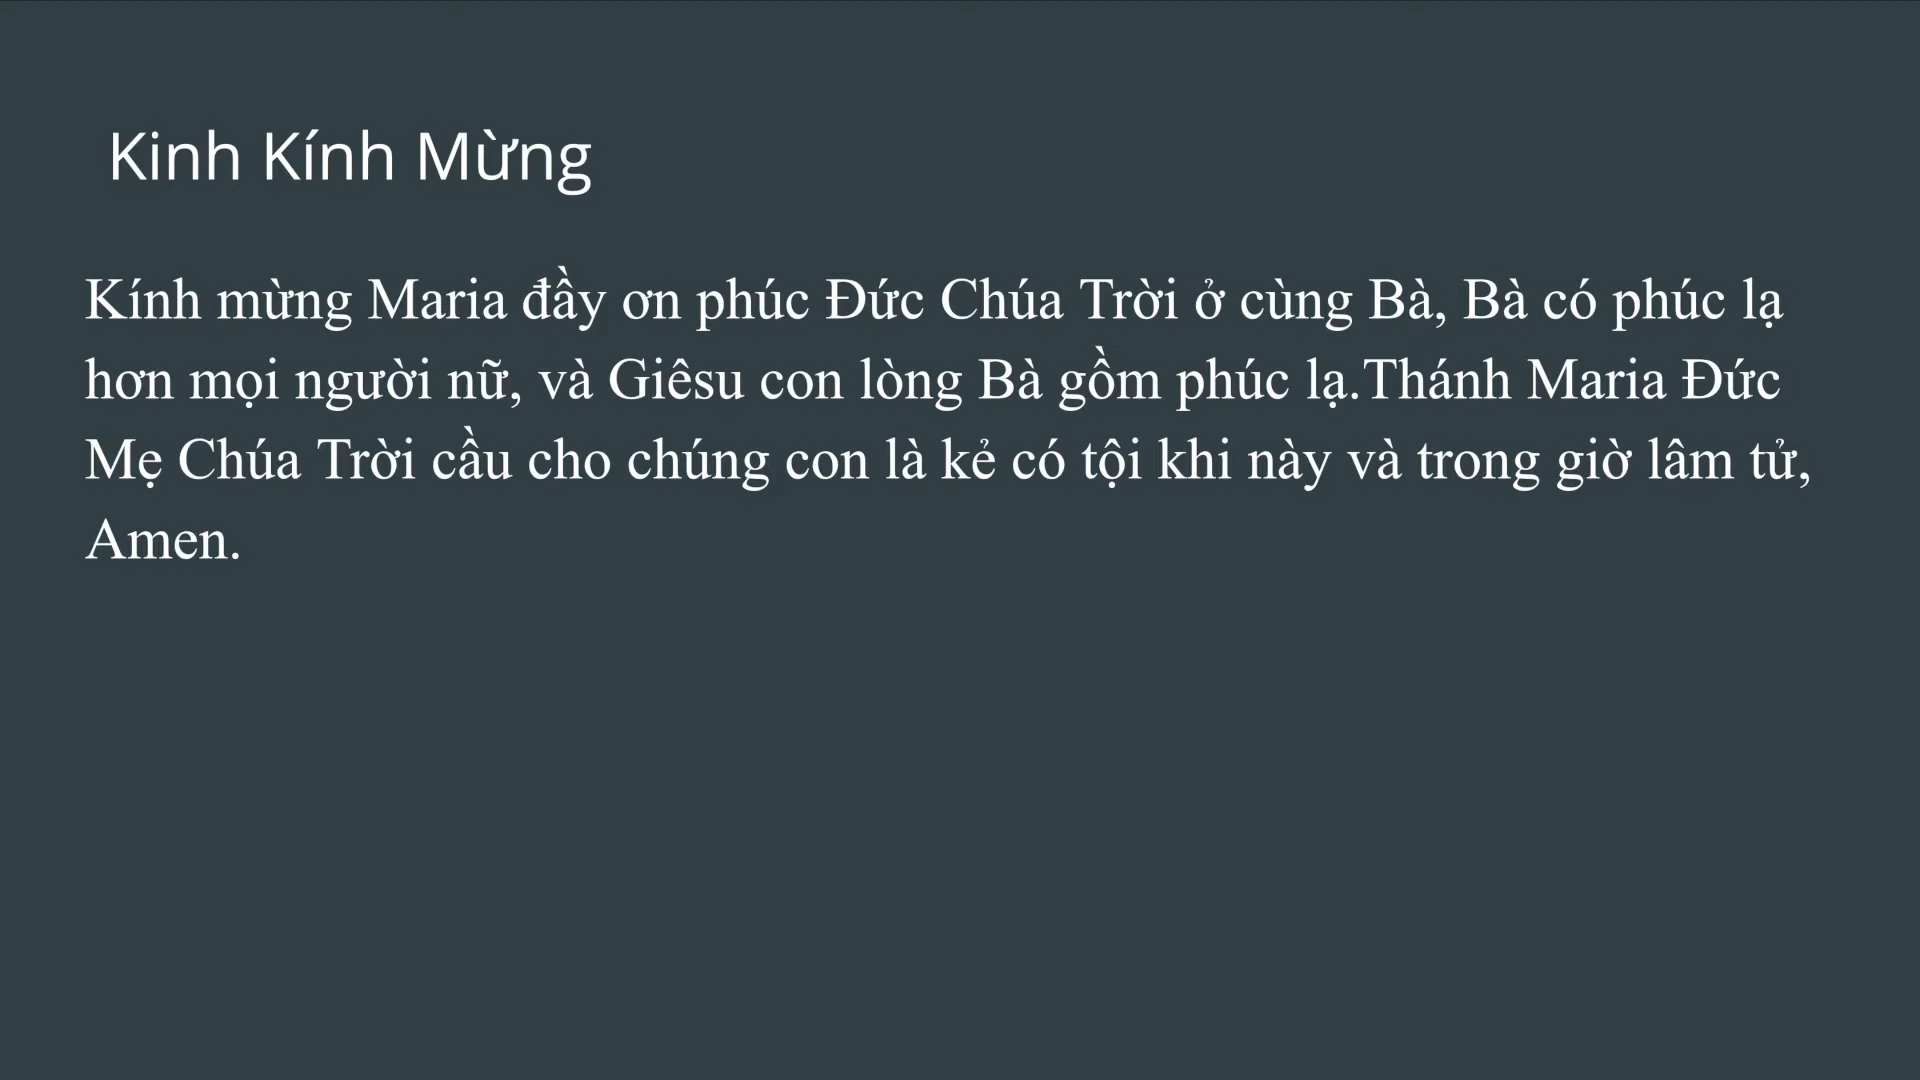 Kinh Kính Mừng
Kính mừng Maria đầy ơn phúc Đức Chúa Trời ở cùng Bà, Bà có phúc lạ
hơn mọi người nữ, và Giêsu con lòng Bà gồm phúc lạ.Thánh Maria Đức
Mẹ Chúa Trời cầu cho chúng con là kẻ có tội khi này và trong giờ lâm tử,
Amen.